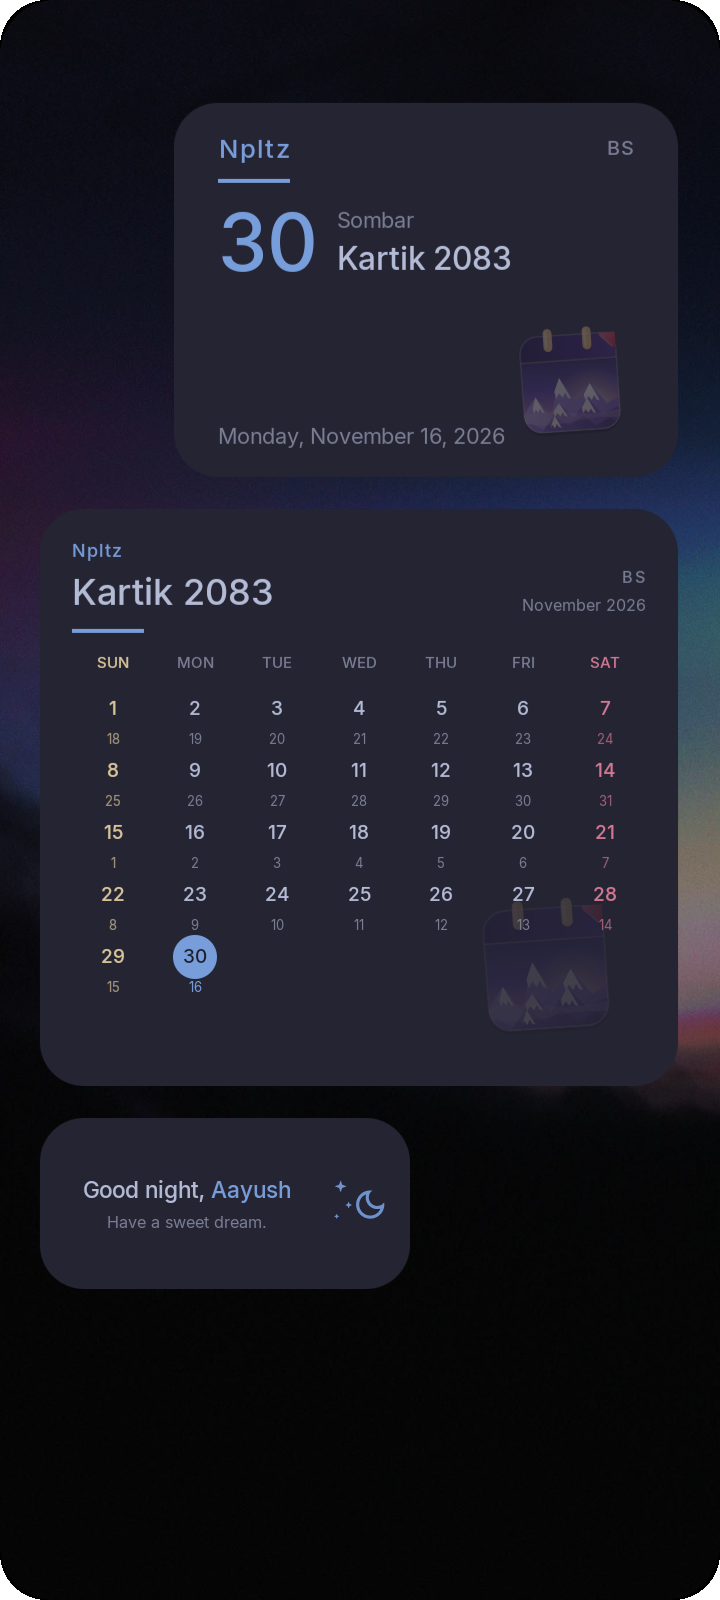 Npltz
BS
30
Sombar
Kartik 2083
Monday, November 16, 2026
Npltz
Kartik 2083
BS
November 2026
SUN MON TUE WED THU FRI SAT
1 2 3 4 5 6 7
18 19 20 21 22 23 24
8 9 10 11 12 13 14
25 26 27 28 29 30 31
15 16 17 18 19 20 21
1 2 3 4 5 6 7
22 23 24 25 26 27 28
8 9 10 11 12 13 14
29 30
15 16
Good night, Aayush
Have a sweet dream.